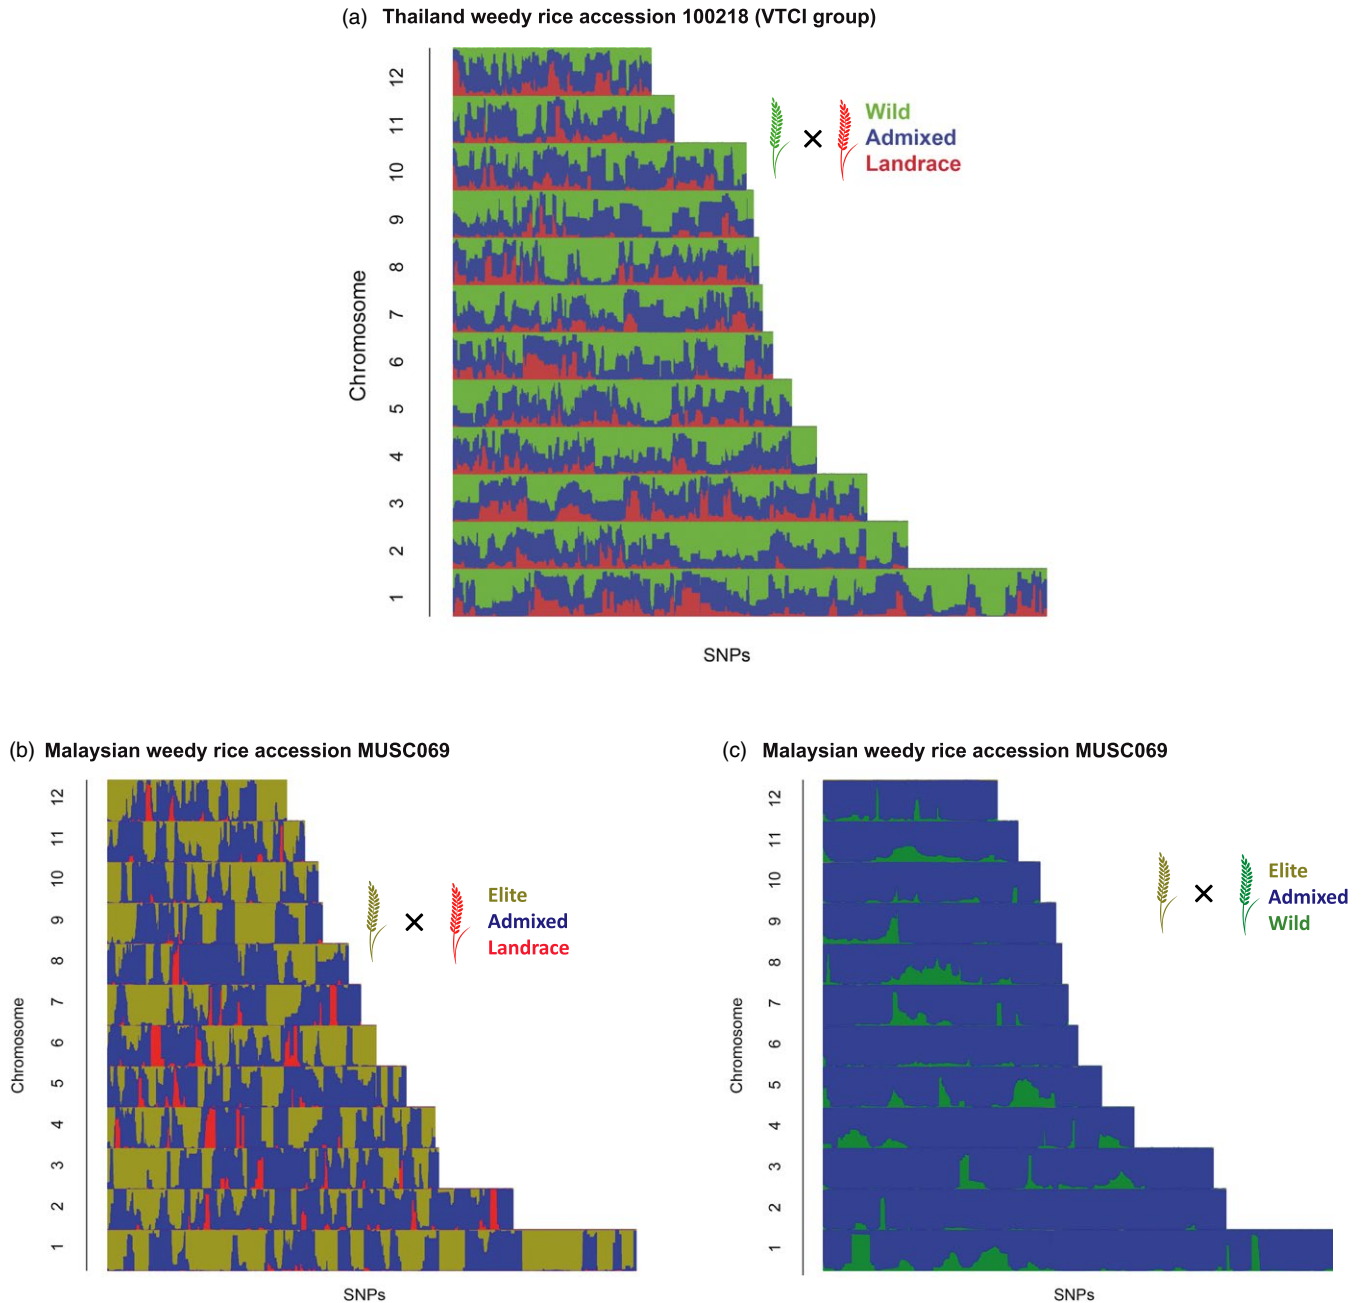 (a) Thailand weedy rice accession 100218 (VTCI group)
Chromosome
12
11
10
9
8
7
6
5
4
3
2
1
Wild
Admixed
Landrace
SNPs
(b) Malaysian weedy rice accession MUSC069
Chromosome
12
11
10
9
8
7
6
5
4
3
2
1
Elite
Admixed
Landrace
SNPs
(c) Malaysian weedy rice accession MUSC069
Chromosome
12
11
10
9
8
7
6
5
4
3
2
1
Elite
Admixed
Wild
SNPs